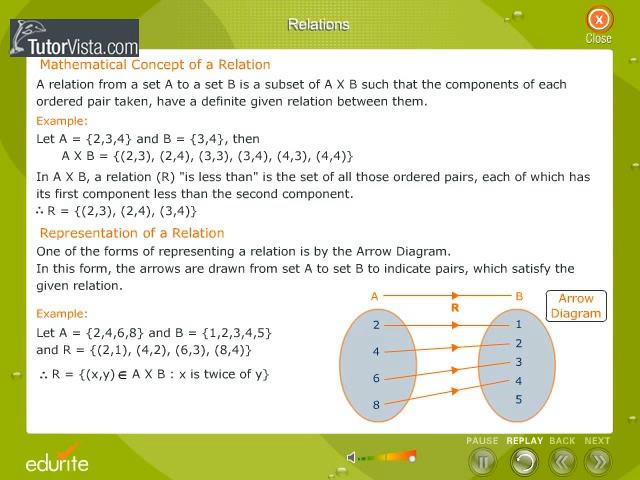 Relations
Close
TutorVista.com
Mathematical Concept of a Relation
A relation from a set A to a set B is a subset of A X B such that the components of each
ordered pair taken, have a definite given relation between them.
Example:
Let A = {2,3,4} and B = {3,4}, then
A X B = {(2,3), (2,4), (3,3), (3,4), (4,3), (4,4)}
In A X B, a relation (R) "is less than" is the set of all those ordered pairs, each of which has
its first component less than the second component.
∴ R = {(2,3), (2,4), (3,4)}
Representation of a Relation
One of the forms of representing a relation is by the Arrow Diagram.
In this form, the arrows are drawn from set A to set B to indicate pairs, which satisfy the
given relation.
Example:
Let A = {2,4,6,8} and B = {1,2,3,4,5}
and R = {(2,1), (4,2), (6,3), (8,4)}
∴ R = {(x,y) ∈ A X B : x is twice of y}
A B
R
Arrow
Diagram
2 1
4 2
6 3
8 4
5
edurite
PAUSE REPLAY BACK NEXT